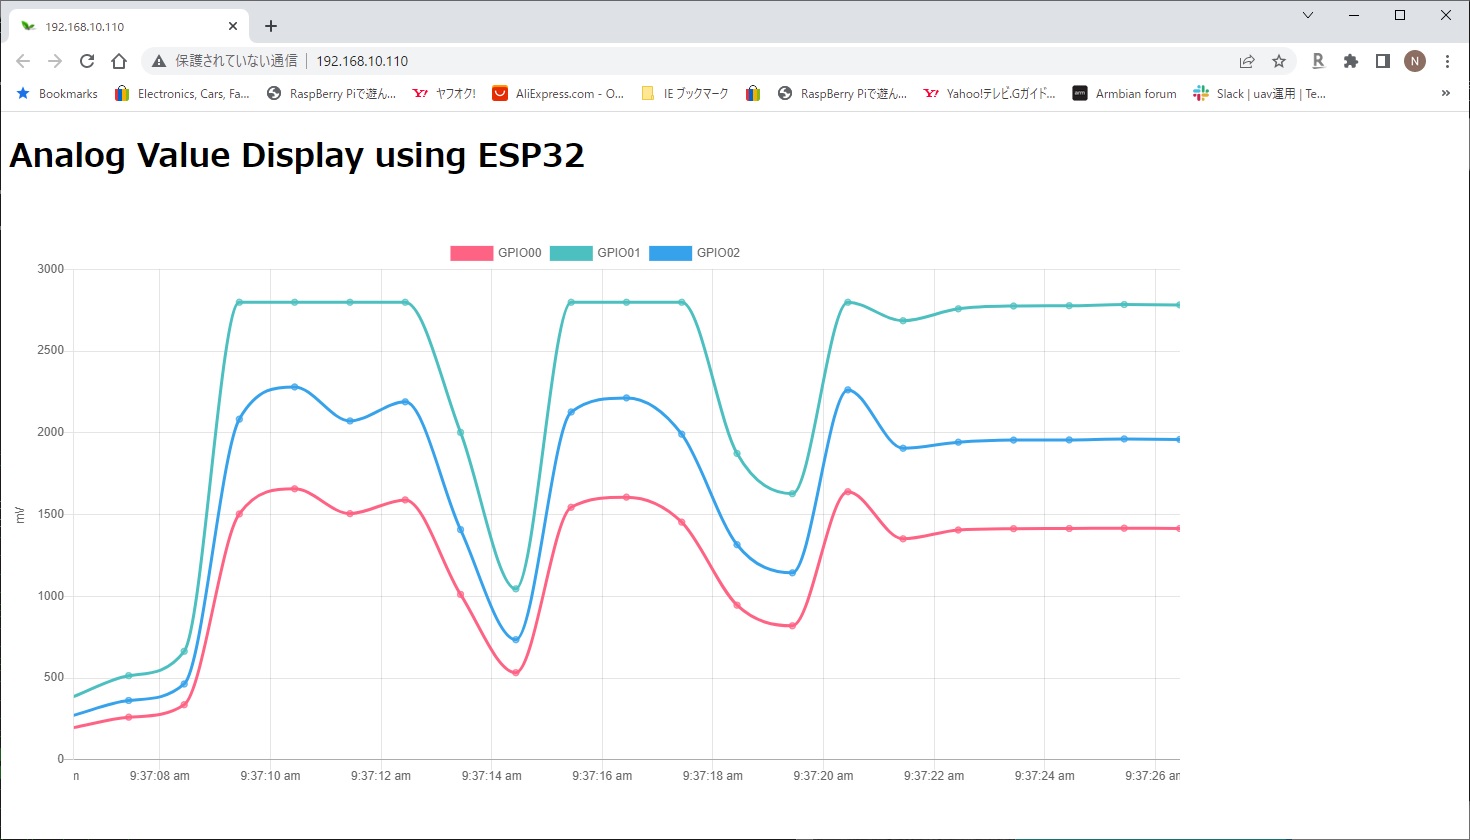 192.168.10.110
保護されていない通信 192.168.10.110
R
N
Bookmarks Electronics, Cars, Fa... RaspBerry Piで遊ん... Y! ヤフオク! AliExpress.com - O... IE ブックマーク RaspBerry Piで遊ん... Y! Yahoo!テレビ.Gガイド... arm Armbian forum Slack | uav運用 | Te... »
Analog Value Display using ESP32
GPIO00 GPIO01 GPIO02
3000
2500
2000
1500
mV
1000
500
0
n 9:37:08 am 9:37:10 am 9:37:12 am 9:37:14 am 9:37:16 am 9:37:18 am 9:37:20 am 9:37:22 am 9:37:24 am 9:37:26 am